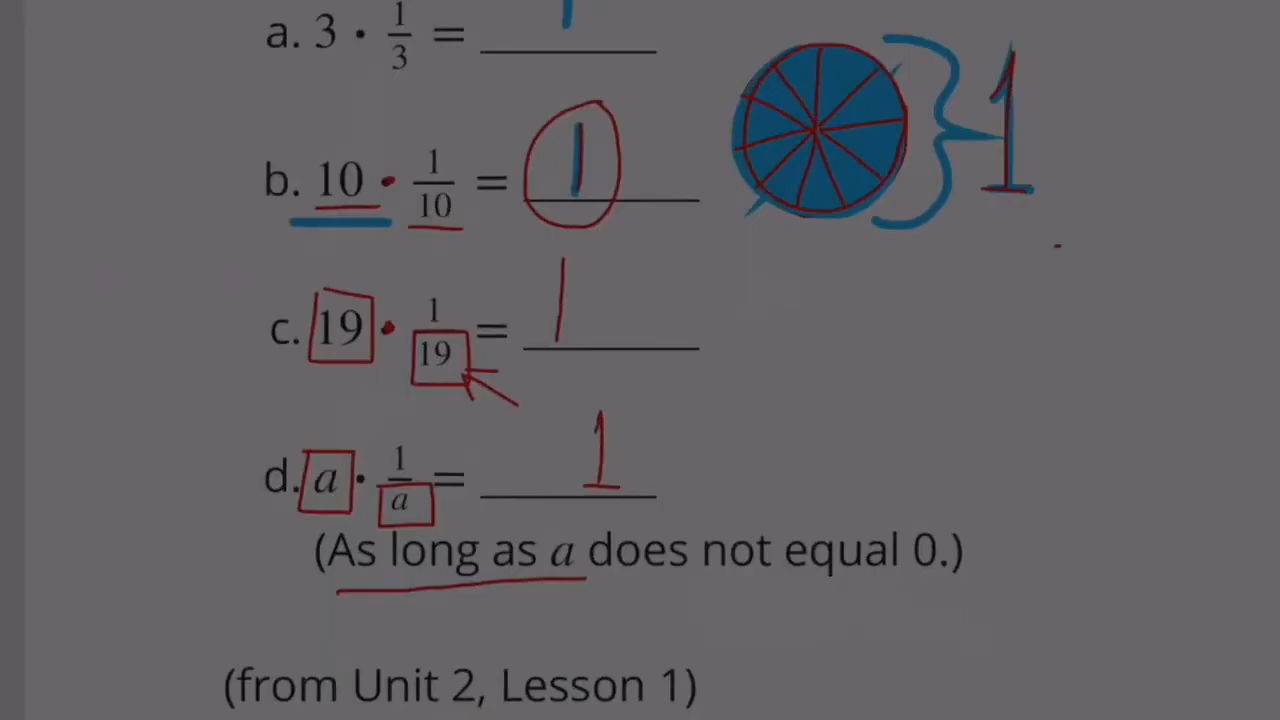 a. 3 · 1/3 = 1
b. 10 · 1/10 = 1
1
c. 19 · 1/19 = 1
d. a · 1/a = 1
(As long as a does not equal 0.)
(from Unit 2, Lesson 1)